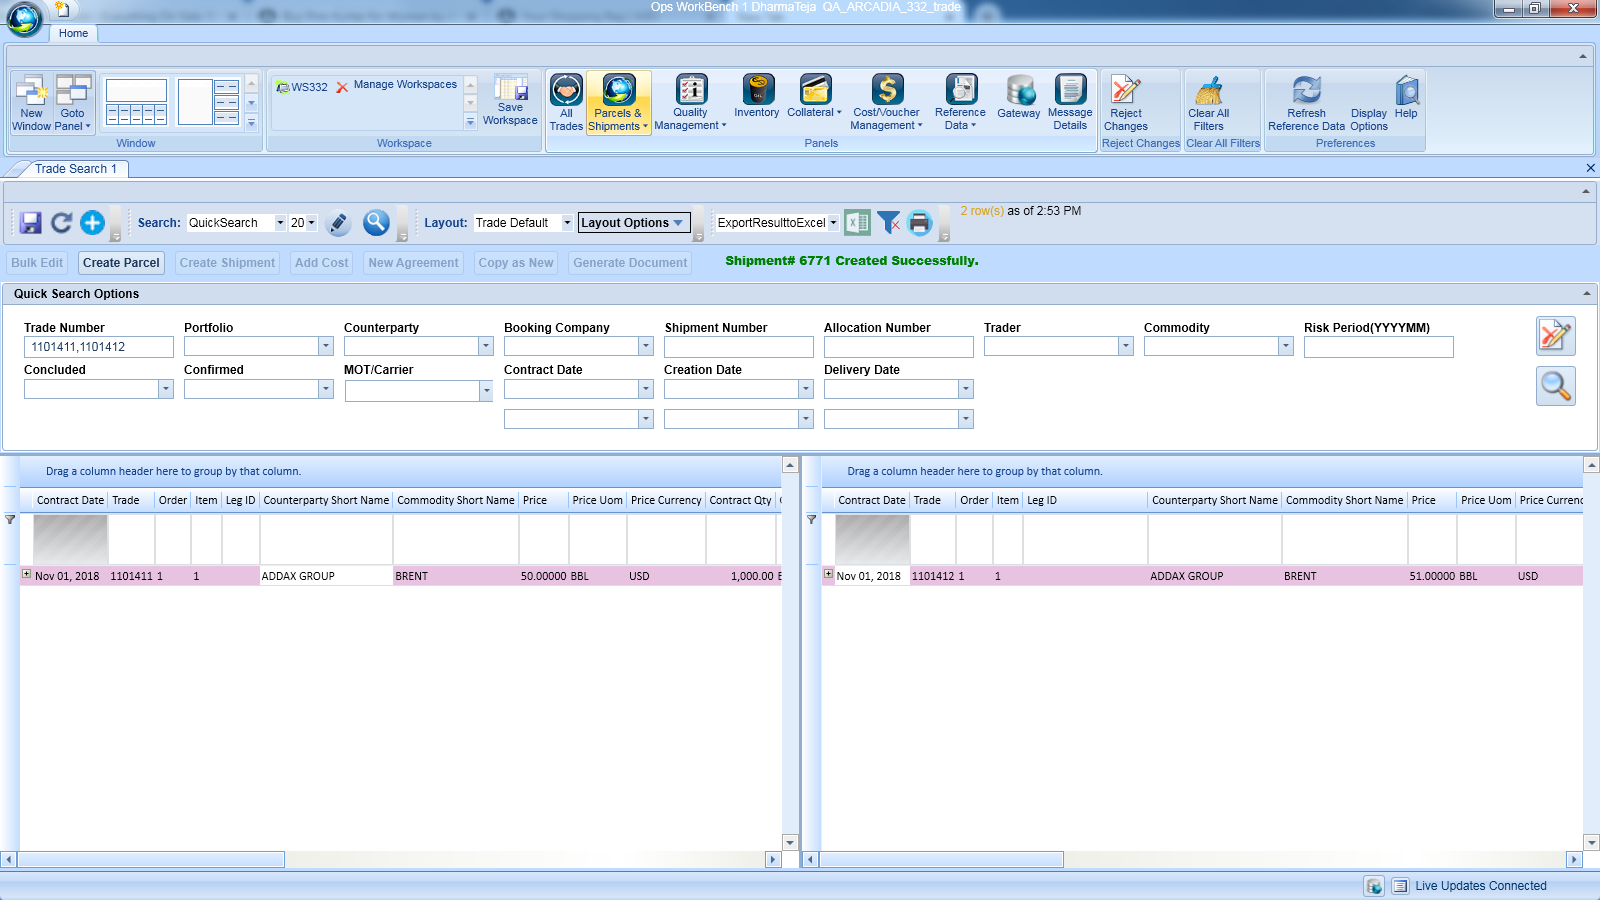 Ops WorkBench 1 DharmaTeja QA_ARCADIA_332_trade
Home
New Window
Goto Panel
Window
WS332
Manage Workspaces
Save Workspace
Workspace
All Trades
Parcels & Shipments
Quality Management
Inventory
Collateral
Cost/Voucher Management
Reference Data
Gateway
Message Details
Panels
Reject Changes
Reject Changes
Clear All Filters
Clear All Filters
Refresh Reference Data
Display Options
Help
Preferences
Trade Search 1
Search: QuickSearch 20
Layout: Trade Default Layout Options ExportResulttoExcel
2 row(s) as of 2:53 PM
Bulk Edit Create Parcel Create Shipment Add Cost New Agreement Copy as New Generate Document
Shipment# 6771 Created Successfully.
Quick Search Options
Trade Number Portfolio Counterparty Booking Company Shipment Number Allocation Number Trader Commodity Risk Period(YYYYMM)
1101411,1101412
Concluded Confirmed MOT/Carrier Contract Date Creation Date Delivery Date
Drag a column header here to group by that column.
Contract Date Trade Order Item Leg ID Counterparty Short Name Commodity Short Name Price Price Uom Price Currency Contract Qty
Nov 01, 2018 1101411 1 1 ADDAX GROUP BRENT 50.00000 BBL USD 1,000.00
Drag a column header here to group by that column.
Contract Date Trade Order Item Leg ID Counterparty Short Name Commodity Short Name Price Price Uom Price Currenc
Nov 01, 2018 1101412 1 1 ADDAX GROUP BRENT 51.00000 BBL USD
Live Updates Connected